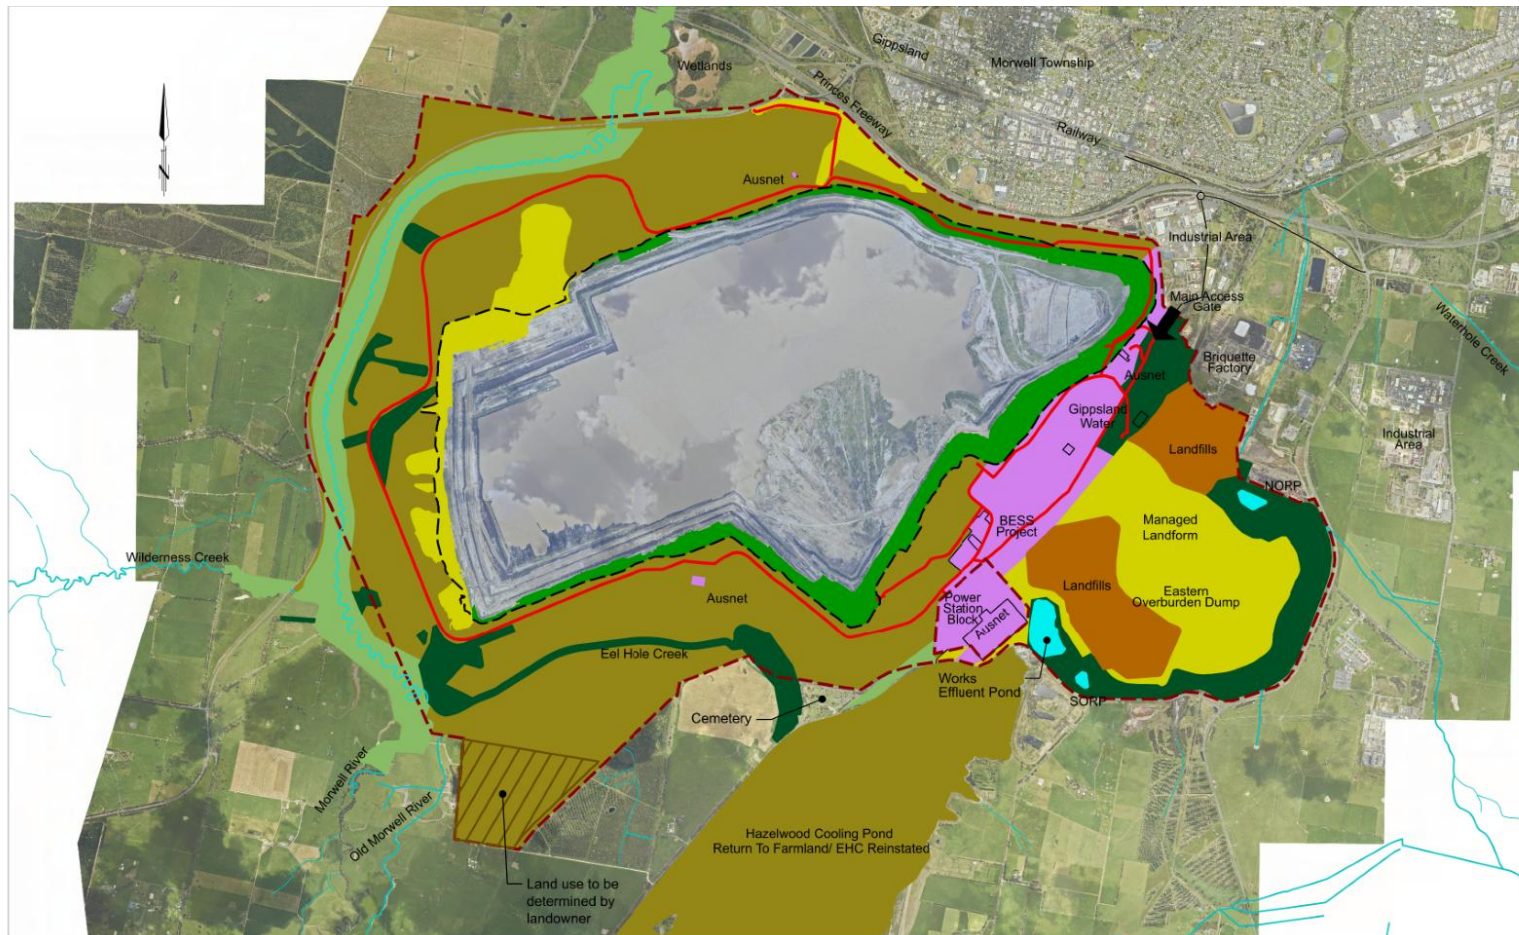 Gippsland
Wetlands
Morwell Township
Princes Freeway
Railway
Ausnet
N
Industrial Area
Main Access
Gate
Waterhole Creek
Briquette
Factory
Ausnet
Gippsland
Water
Industrial
Area
Landfills
NORP
BESS
Project
Managed
Landform
Wilderness Creek
Landfills
Eastern
Overburden Dump
Ausnet
Power
Station
Block
Ausnet
Eel Hole Creek
Works
Effluent Pond
SORP
Cemetery
Morwell River
Old Morwell River
Hazelwood Cooling Pond
Return To Farmland/ EHC Reinstated
Land use to be
determined by
landowner